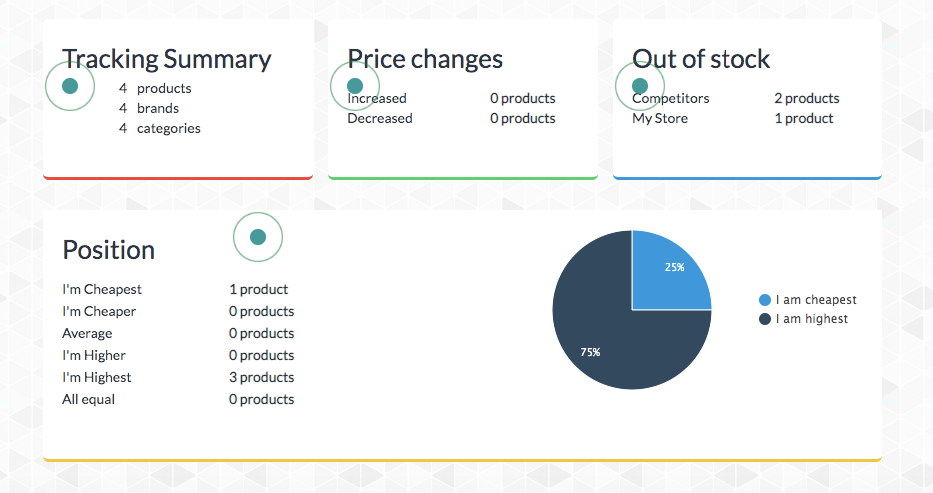 Tracking Summary
4 products
4 brands
4 categories
Price changes
Increased 0 products
Decreased 0 products
Out of stock
Competitors 2 products
My Store 1 product
Position
I'm Cheapest 1 product
I'm Cheaper 0 products
Average 0 products
I'm Higher 0 products
I'm Highest 3 products
All equal 0 products
25%
75%
I am cheapest
I am highest